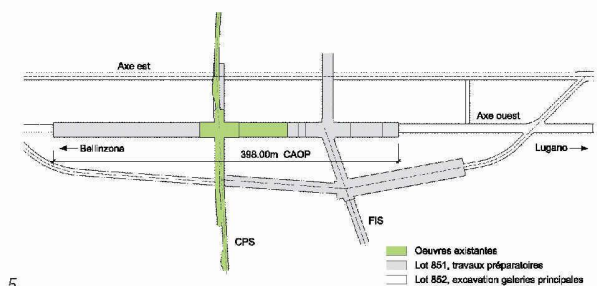 Axe est
Axe ouest
Bellinzona
398.00m CAOP
Lugano
FIS
CPS
Oeuvres existantes
Lot 851, travaux préparatoires
Lot 852, excavation galeries principales
5